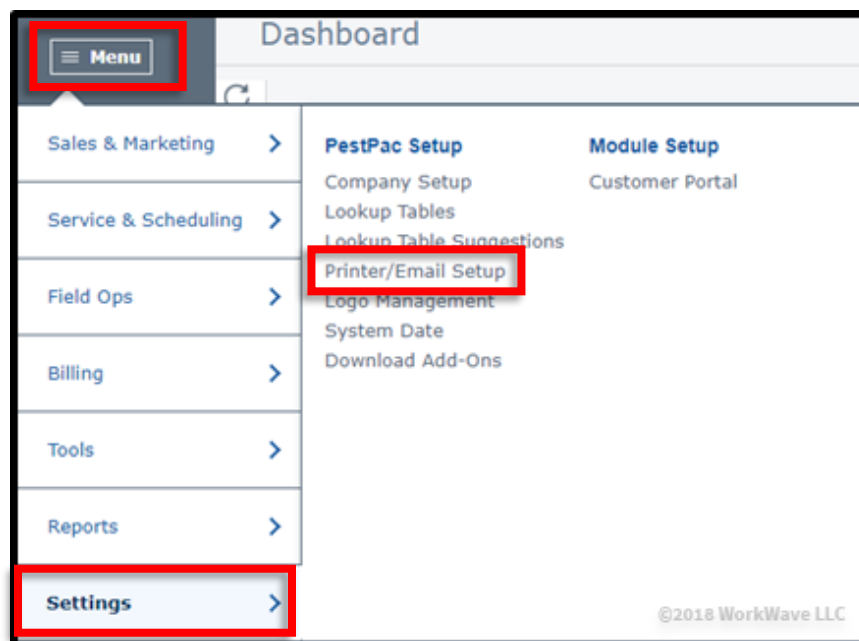 Dashboard
Menu
Sales & Marketing
Service & Scheduling
Field Ops
Billing
Tools
Reports
Settings
PestPac Setup
Company Setup
Lookup Tables
Lookup Table Suggestions
Printer/Email Setup
Logo Management
System Date
Download Add-Ons
Module Setup
Customer Portal
©2018 WorkWave LLC